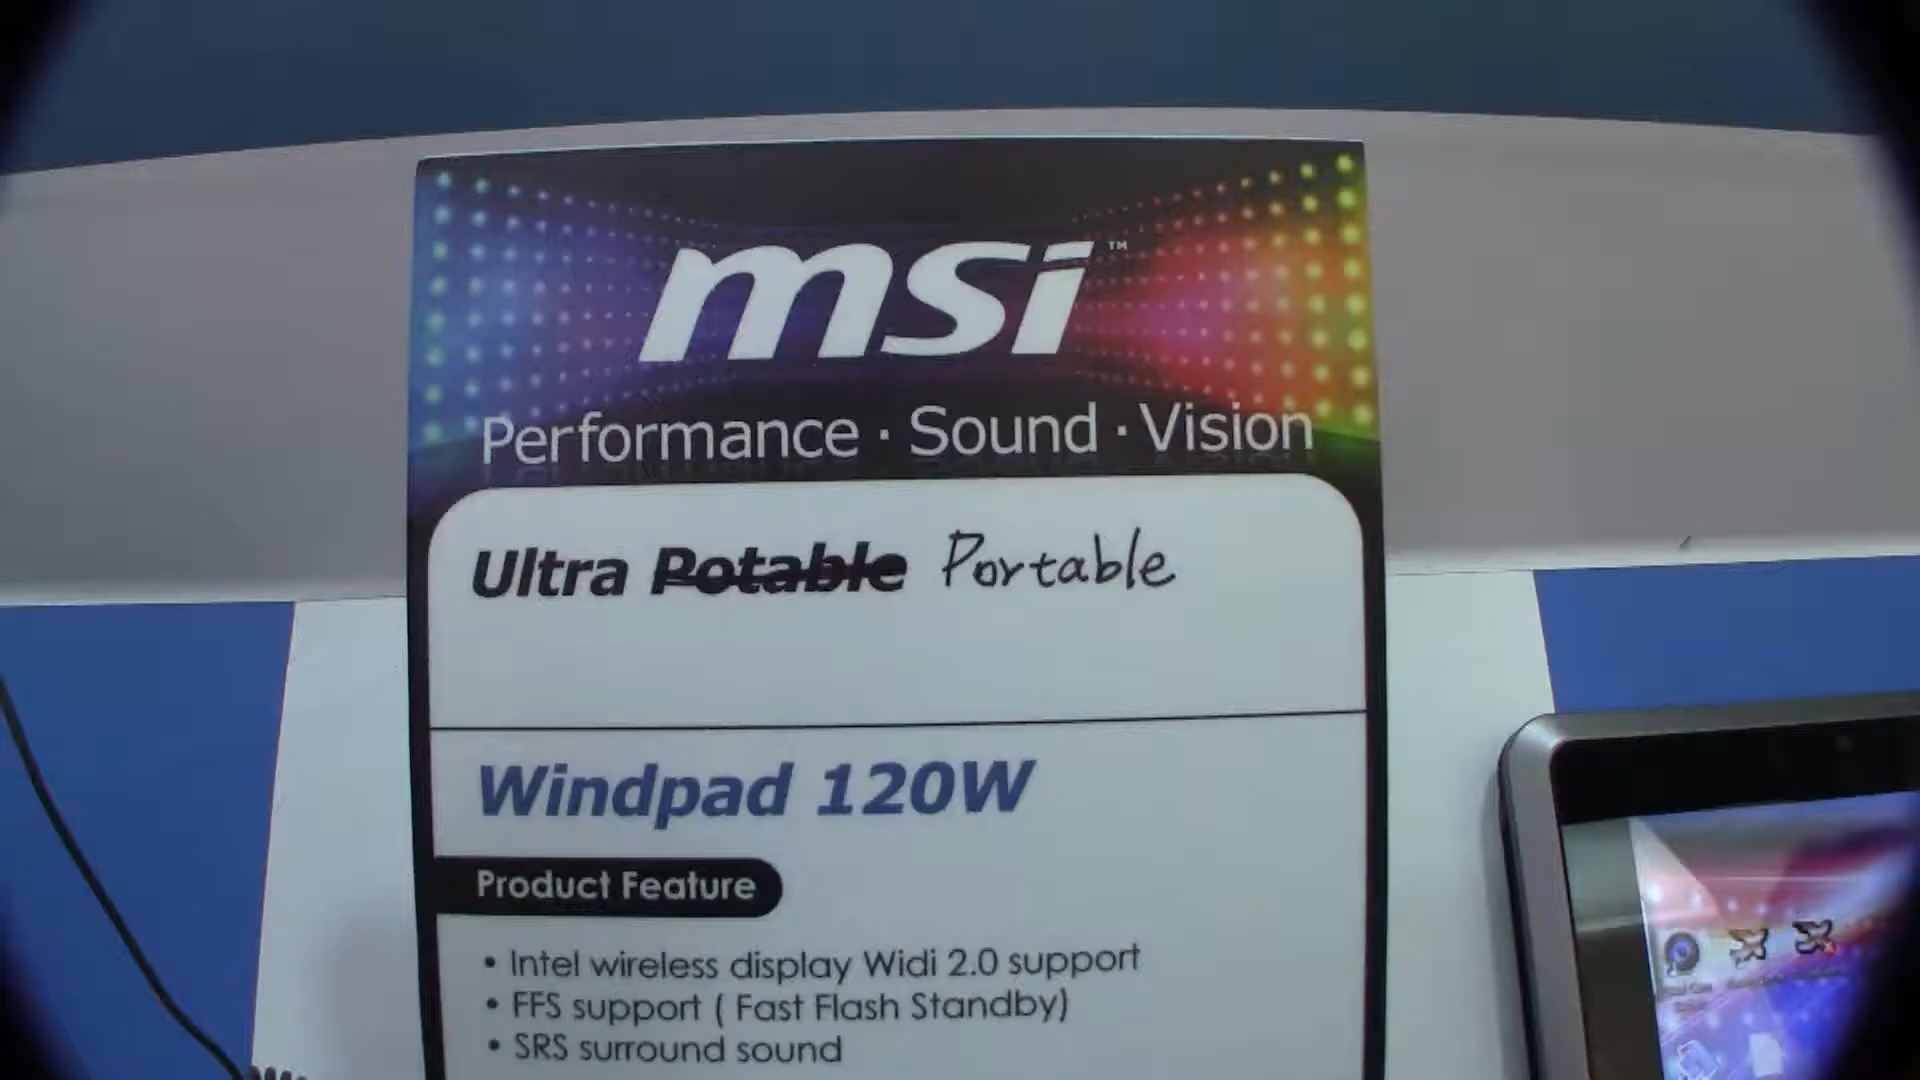 msi™
Performance · Sound · Vision
Ultra Potable Portable
Windpad 120W
Product Feature
• Intel wireless display Widi 2.0 support
• FFS support ( Fast Flash Standby)
• SRS surround sound